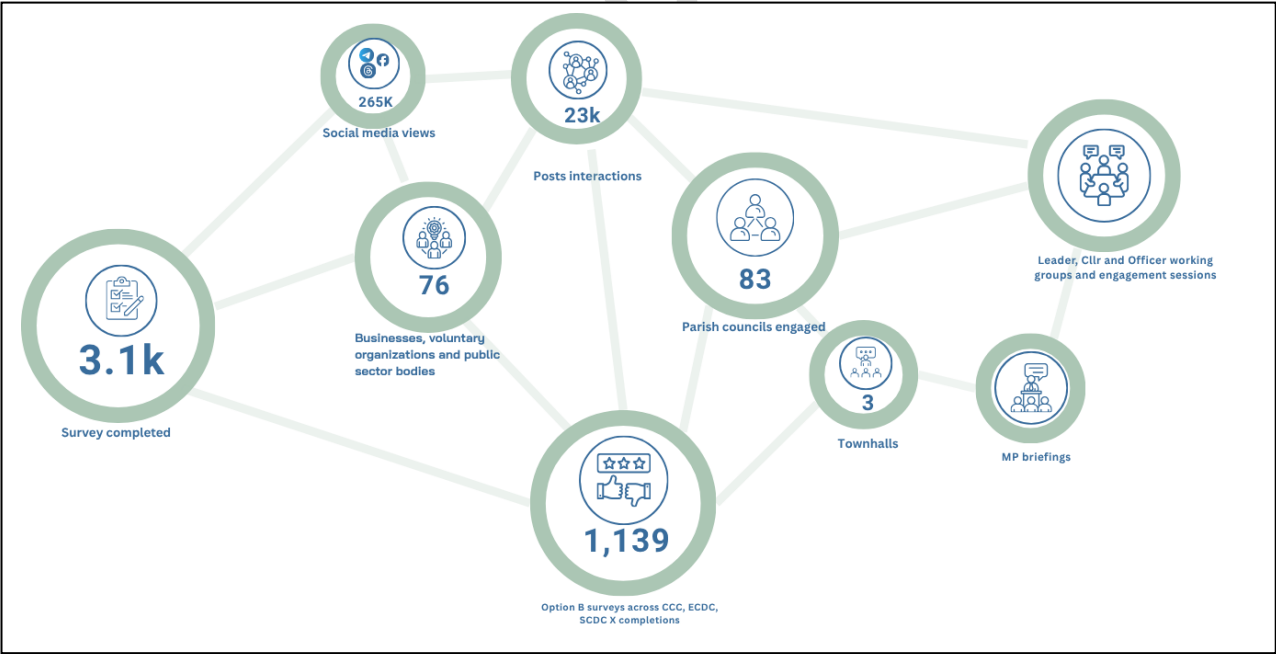 265K
Social media views
23k
Posts interactions
Leader, Cllr and Officer working
groups and engagement sessions
83
Parish councils engaged
76
Businesses, voluntary
organizations and public
sector bodies
3.1k
Survey completed
3
Townhalls
MP briefings
1,139
Option B surveys across CCC, ECDC,
SCDC X completions